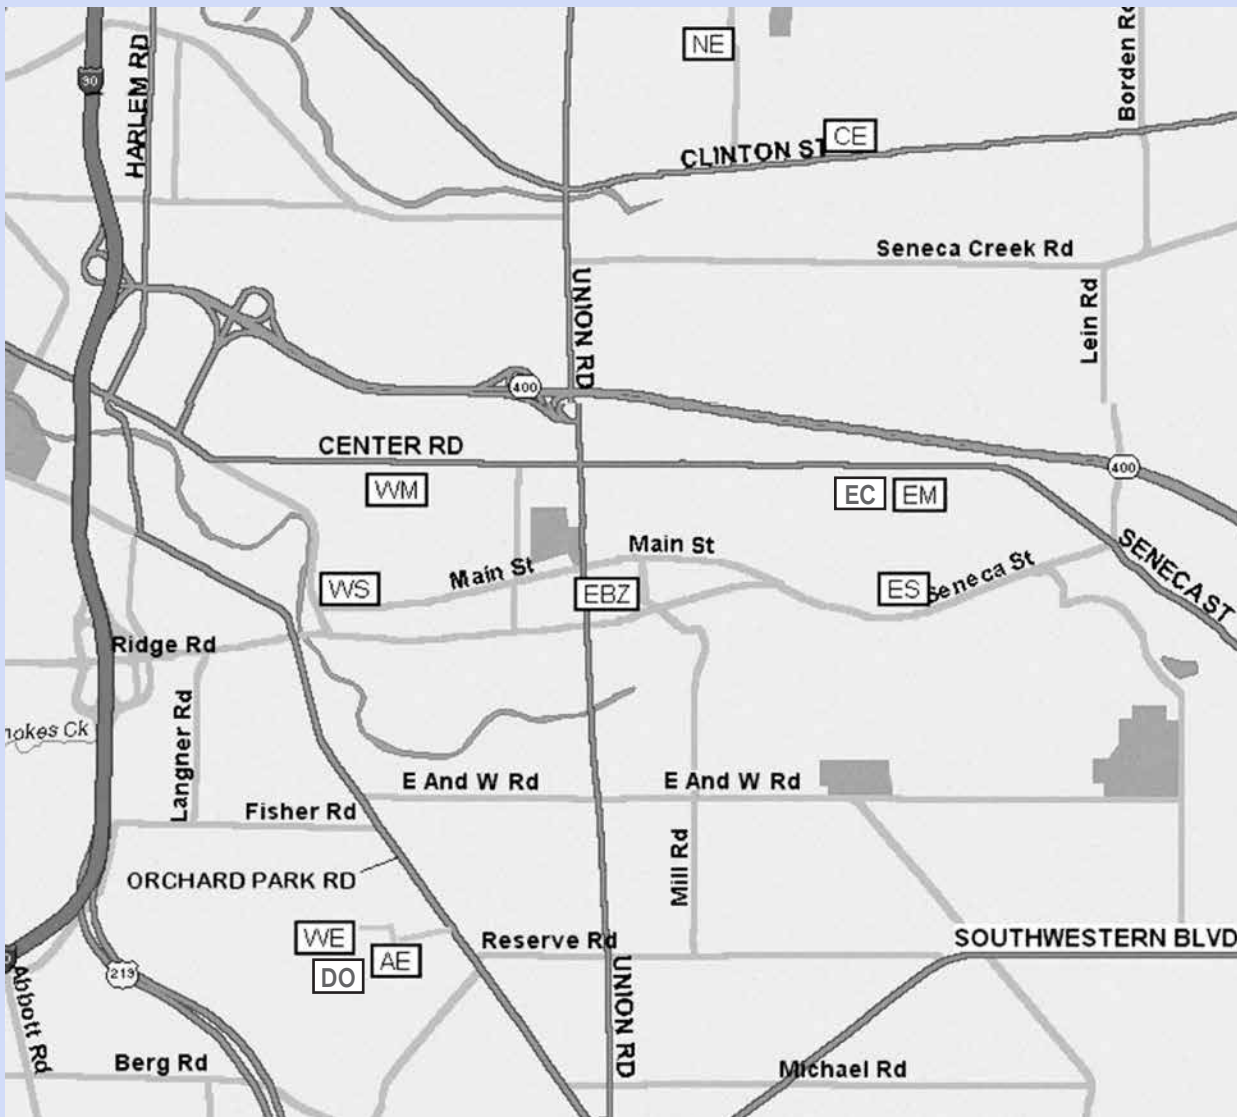 NE
Borden Rd
30
HARLEM RD
CE
CLINTON ST
Seneca Creek Rd
UNION RD
Lein Rd
400
CENTER RD
400
WM
EC
EM
Main St
Main St
SENECA ST
WS
EBZ
ES
Seneca St
Ridge Rd
Langner Rd
nokes Ck
E And W Rd
E And W Rd
Fisher Rd
Mill Rd
ORCHARD PARK RD
WE
AE
DO
Reserve Rd
SOUTHWESTERN BLVD
219
Abbott Rd
UNION RD
Berg Rd
Michael Rd